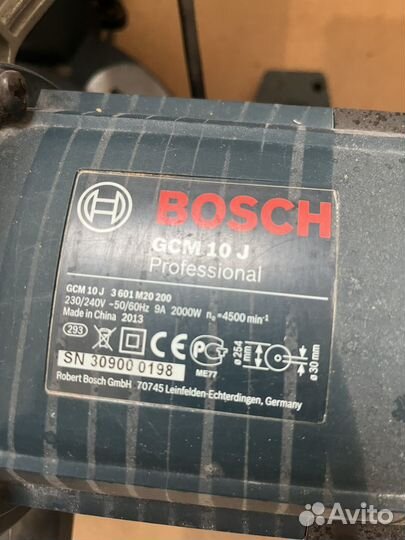 BOSCH
GCM 10 J
Professional
GCM 10 J 3 601 M20 200
230/240V ~50/60Hz 9A 2000W n₀=4500 min⁻¹
Made in China 2013
293
ME77
ø 254 mm
ø 30 mm
SN 309000198
Robert Bosch GmbH 70745 Leinfelden-Echterdingen, Germany
Avito